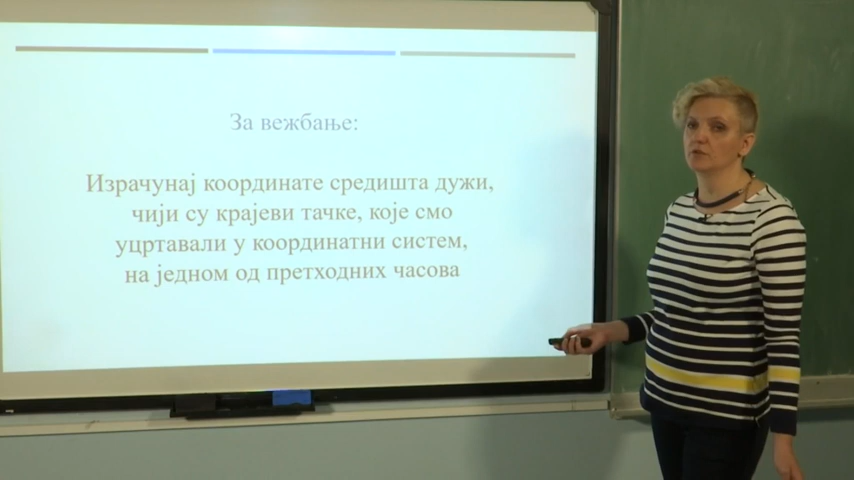 За вежбање:
Израчунај координате средишта дужи,
чији су крајеви тачке, које смо
уцртавали у координатни систем,
на једном од претходних часова